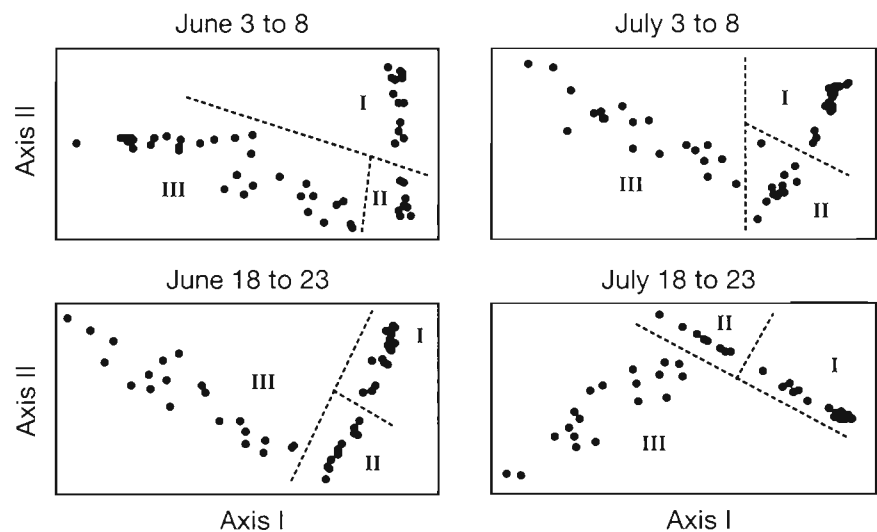 June 3 to 8
July 3 to 8
Axis II
I
II
III
I
II
III
June 18 to 23
July 18 to 23
Axis II
I
II
III
II
I
III
Axis I
Axis I